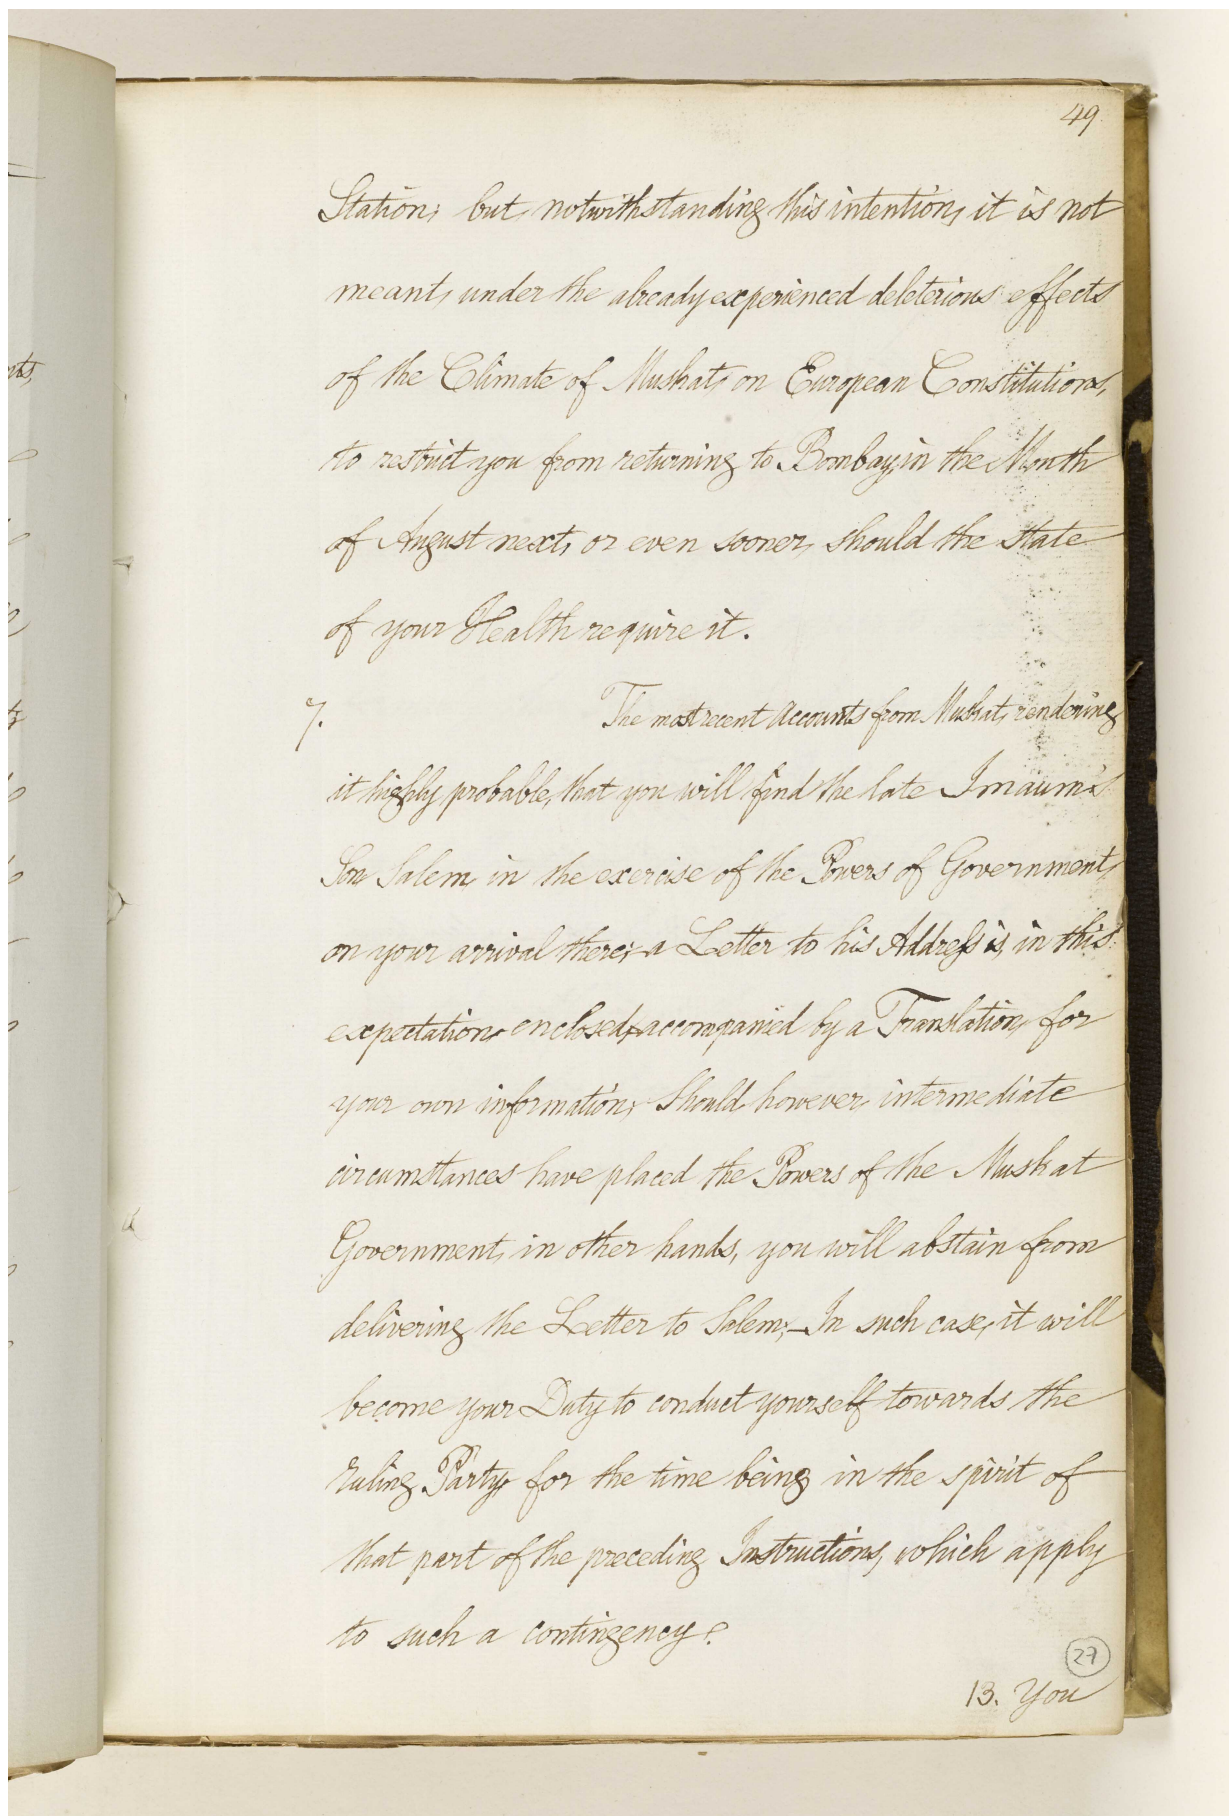 49
Station; but, notwithstanding this intention, it is not
meant, under the already experienced deleterious effects
of the Climate of Muskat, on European Constitutions,
to restrict you from returning to Bombay, in the Month
of August next, or even sooner, should the state
of your Health require it.
7. The most recent Accounts from Muskat, rendering
it highly probable, that you will find the late Imaum's
Son Salem, in the exercise of the Powers of Government,
on your arrival there; a Letter to his Address is, in this
expectation, enclosed, accompanied by a Translation, for
your own information; Should, however, intermediate
circumstances have placed the Powers of the Muskat
Government, in other hands, you will abstain from
delivering the Letter to Salem;—In such case, it will
become your Duty to conduct yourself towards the
ruling Party, for the time being, in the spirit of
that part of the preceding Instructions, which apply
to such a contingency.
27
13. You